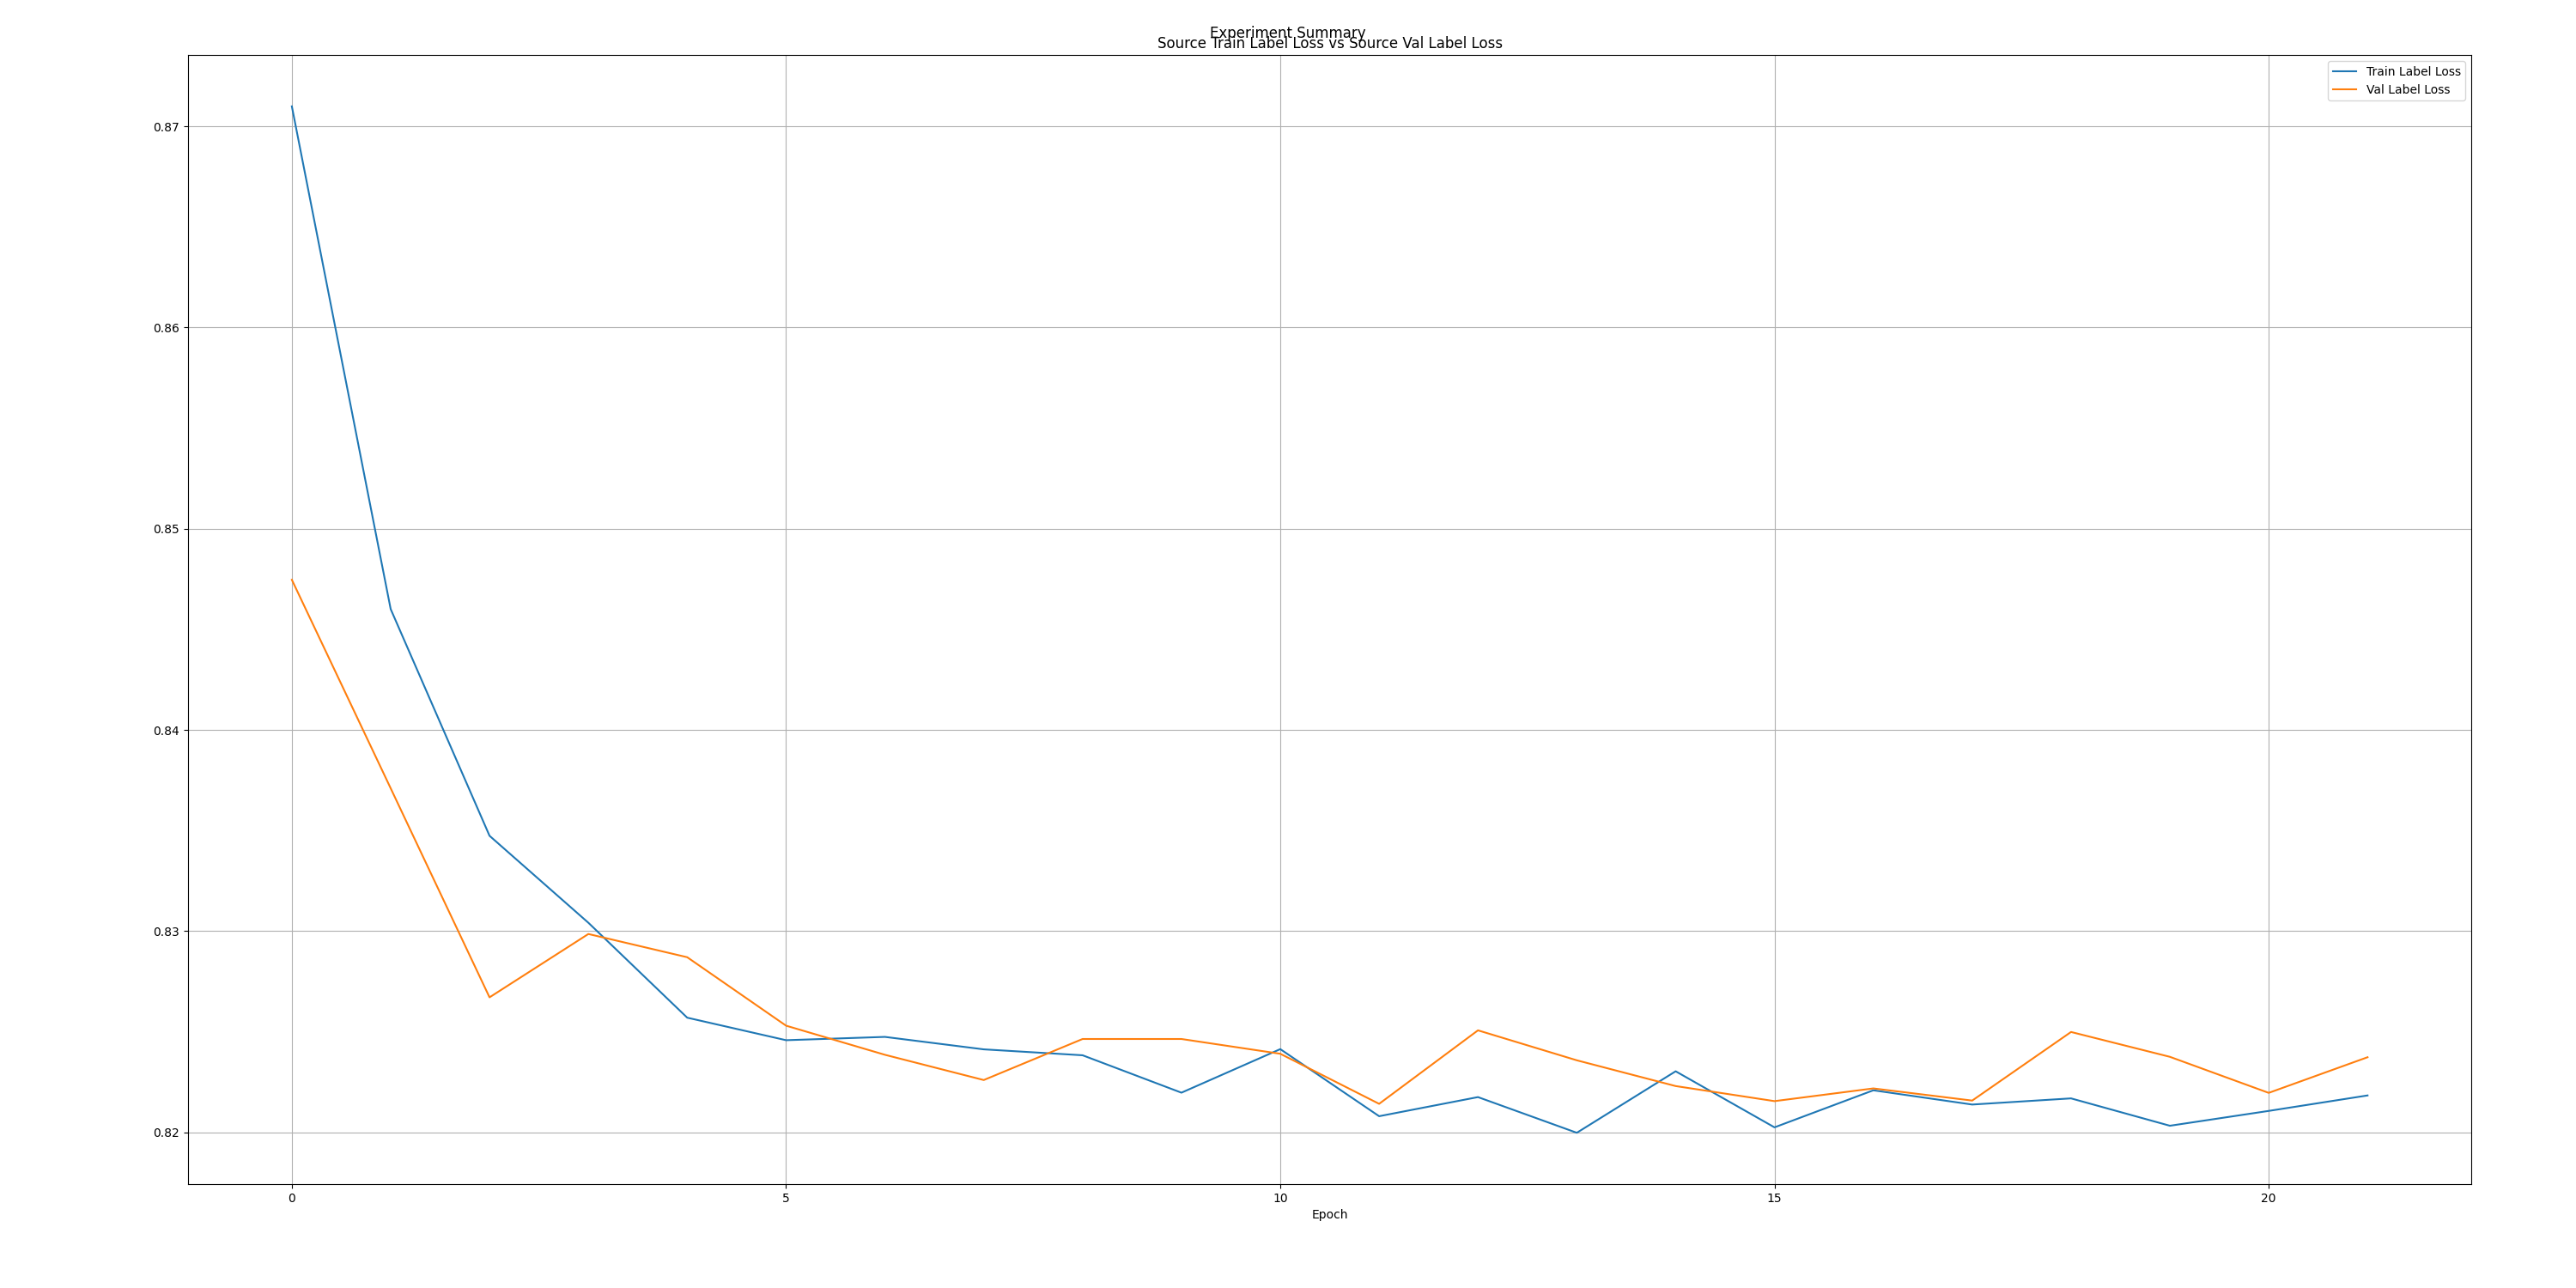 Experiment Summary
Source Train Label Loss vs Source Val Label Loss
Train Label Loss
Val Label Loss
0.87
0.86
0.85
0.84
0.83
0.82
0 5 10 15 20
Epoch